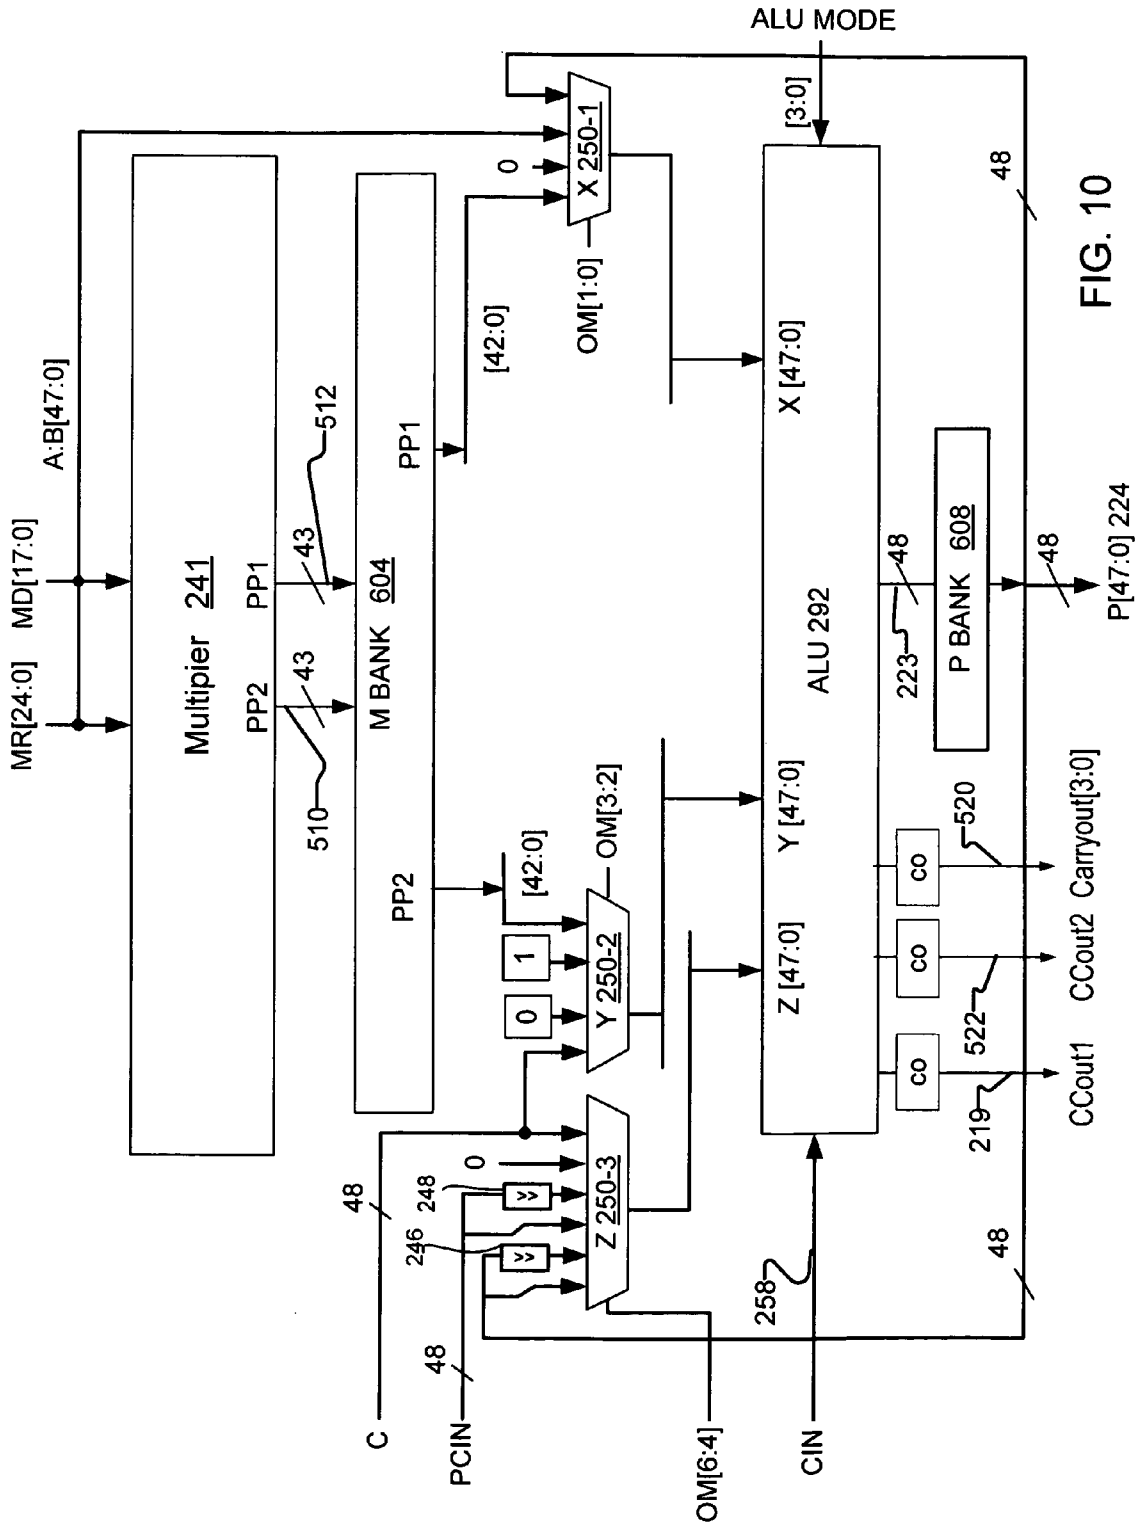 MR[24:0]
MD[17:0]
A:B[47:0]
Multipier 241
PP2
PP1
510
43
43
512
M BANK 604
PP2
PP1
[42:0]
[42:0]
C
48
PCIN
48
246
<<
248
<<
0
Z 250-3
OM[6:4]
0
1
Y 250-2
OM[3:2]
0
X 250-1
OM[1:0]
ALU MODE
[3:0]
CIN
258
Z [47:0]
Y [47:0]
X [47:0]
ALU 292
CO
CO
CO
223
48
P BANK 608
48
48
48
219
522
520
CCout1
CCout2
Carryout[3:0]
P[47:0] 224
FIG. 10